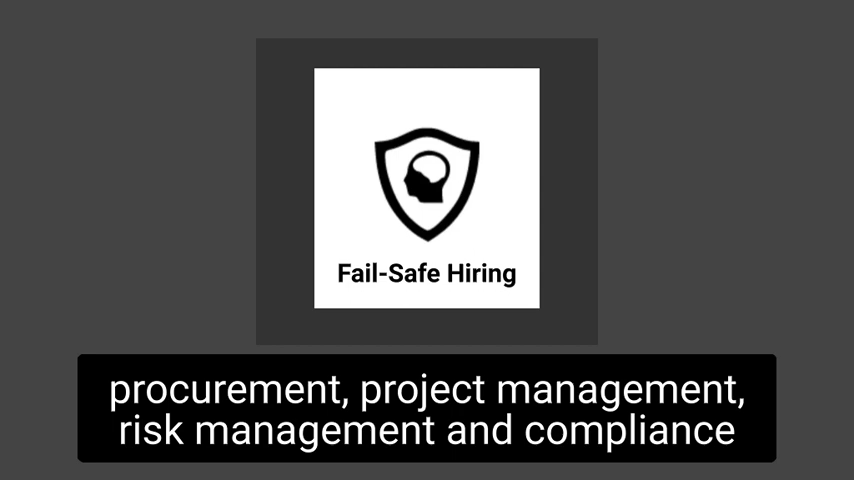 Fail-Safe Hiring
procurement, project management,
risk management and compliance